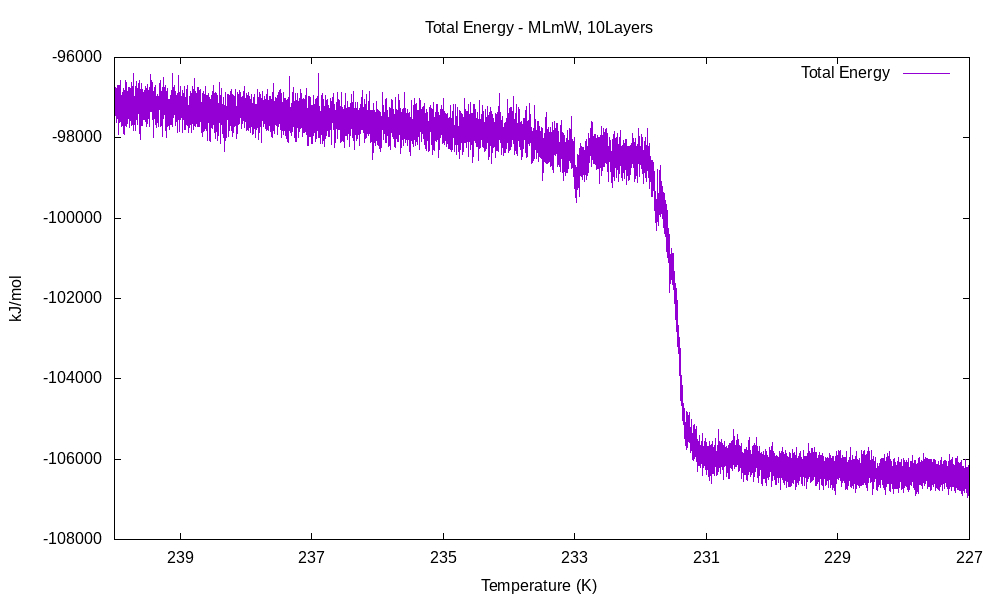 Total Energy - MLmW, 10Layers
Total Energy
-96000
-98000
-100000
-102000
-104000
-106000
-108000
kJ/mol
239 237 235 233 231 229 227
Temperature (K)